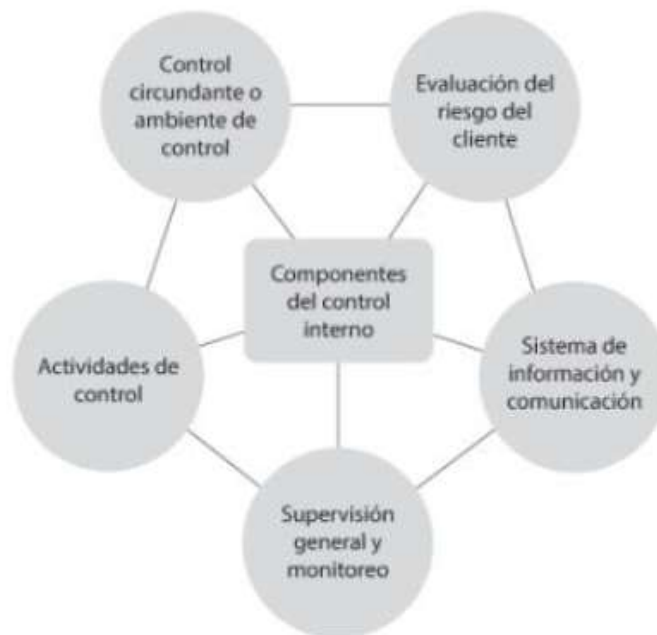 Control
circundante o
ambiente de
control
Evaluación del
riesgo del
cliente
Componentes
del control
interno
Actividades de
control
Sistema de
información y
comunicación
Supervisión
general y
monitoreo